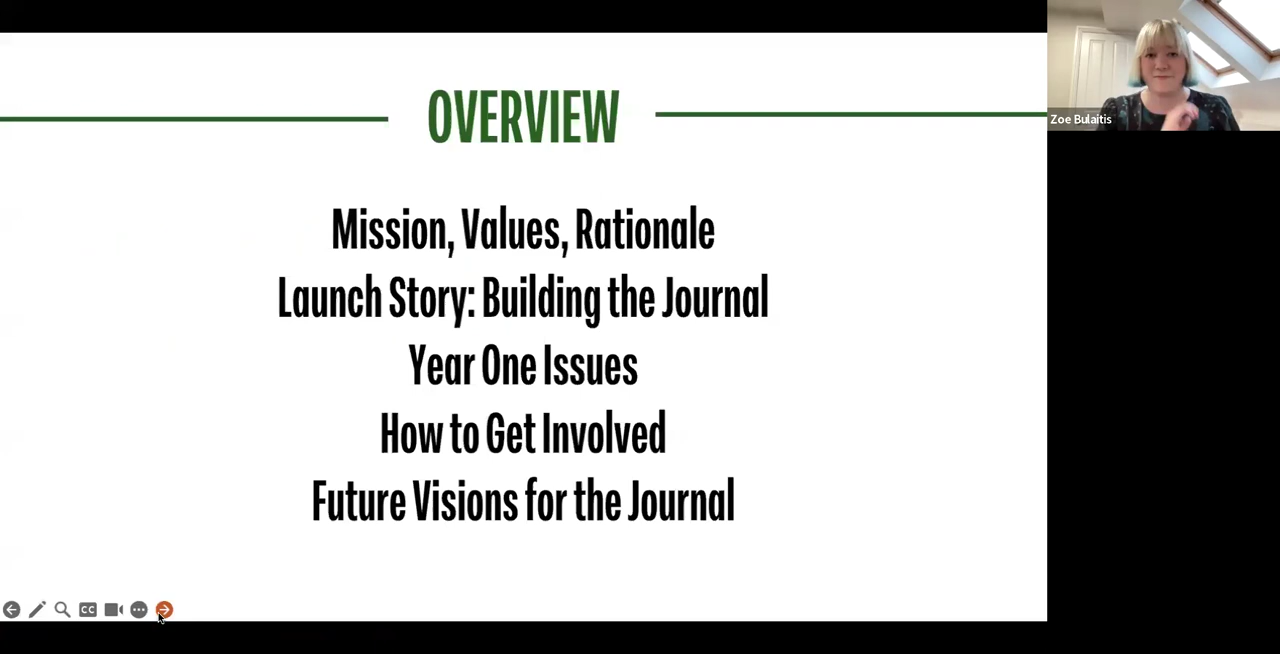 OVERVIEW
Mission, Values, Rationale
Launch Story: Building the Journal
Year One Issues
How to Get Involved
Future Visions for the Journal
Zoe Bulaitis
CC